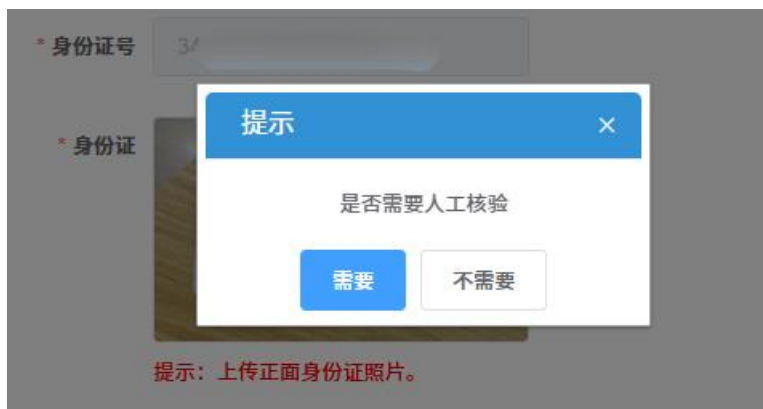 * 身份证号
34
提示
×
* 身份证
是否需要人工核验
需要
不需要
提示：上传正面身份证照片。